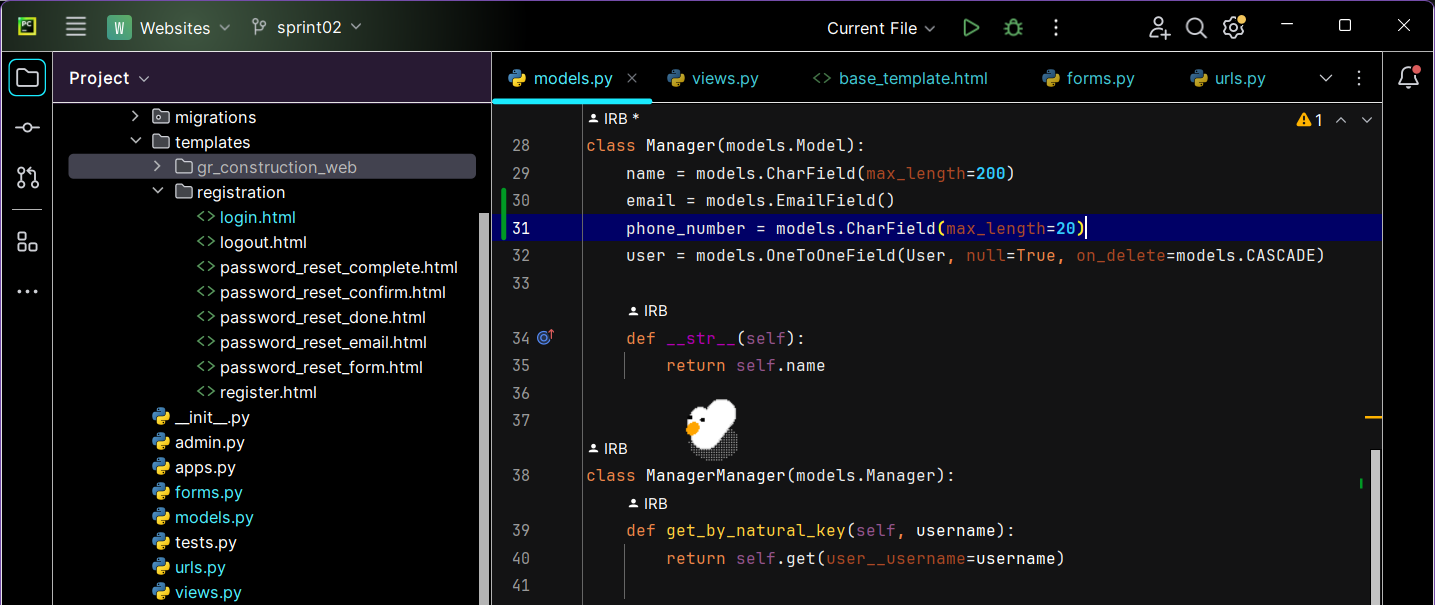 PC W Websites sprint02 Current File
Project models.py views.py base_template.html forms.py urls.py
migrations
templates
gr_construction_web
registration
login.html
logout.html
password_reset_complete.html
password_reset_confirm.html
password_reset_done.html
password_reset_email.html
password_reset_form.html
register.html
__init__.py
admin.py
apps.py
forms.py
models.py
tests.py
urls.py
views.py
IRB * 1
28 class Manager(models.Model):
29 name = models.CharField(max_length=200)
30 email = models.EmailField()
31 phone_number = models.CharField(max_length=20)
32 user = models.OneToOneField(User, null=True, on_delete=models.CASCADE)
33
IRB
34 def __str__(self):
35 return self.name
36
37
IRB
38 class ManagerManager(models.Manager):
IRB
39 def get_by_natural_key(self, username):
40 return self.get(user__username=username)
41